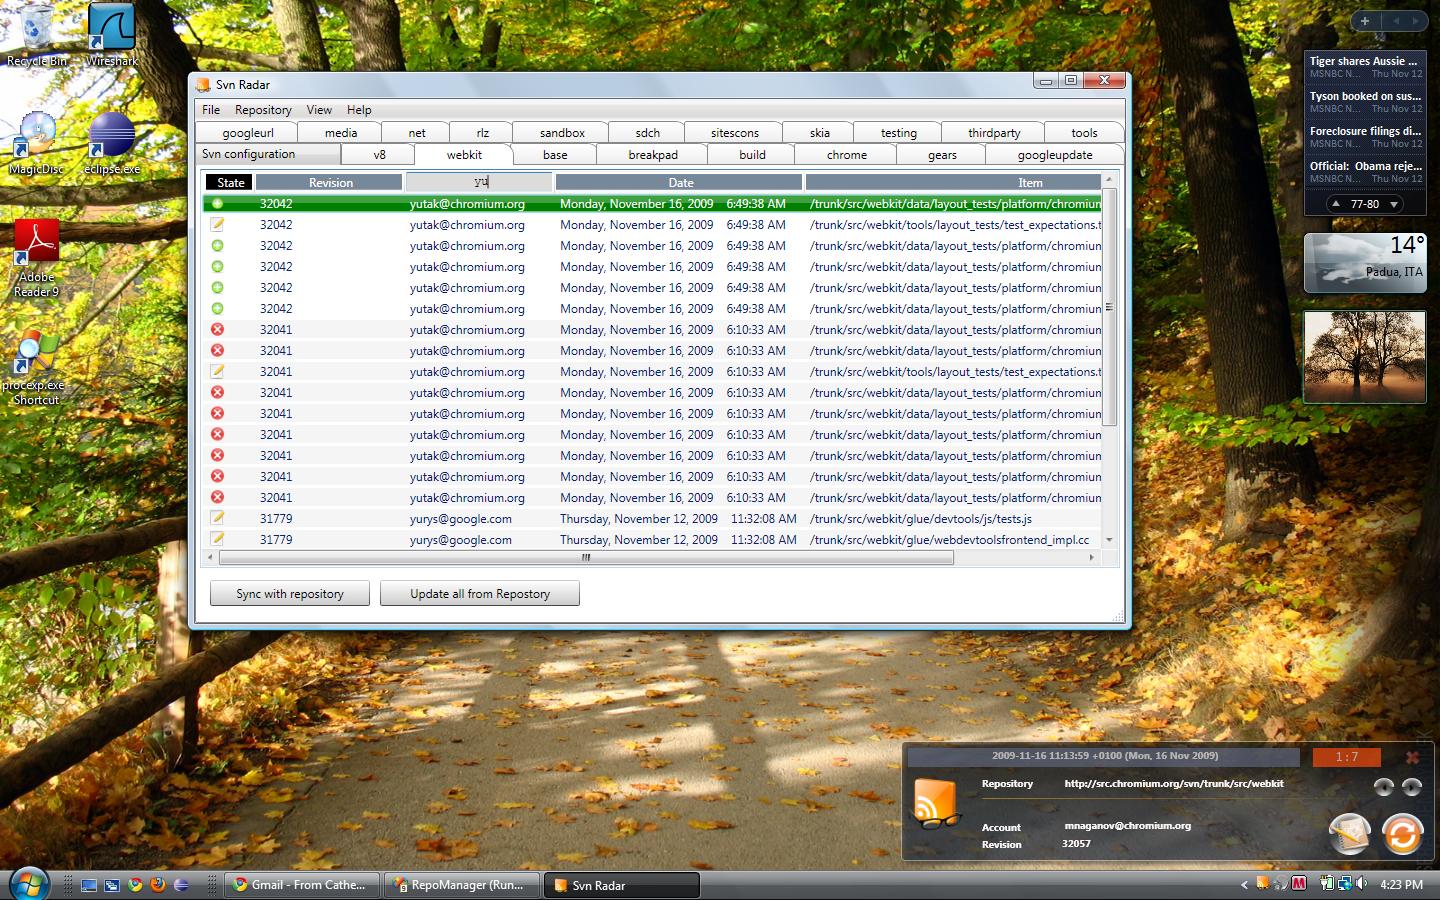 Recycle Bin
Wireshark
MagicDisc
eclipse.exe
Adobe
Reader 9
procexp.exe -
Shortcut
Svn Radar
File Repository View Help
googleurl media net rlz sandbox sdch sitescons skia testing thirdparty tools
Svn configuration v8 webkit base breakpad build chrome gears googleupdate
State Revision yu Date Item
32042 yutak@chromium.org Monday, November 16, 2009 6:49:38 AM /trunk/src/webkit/data/layout_tests/platform/chromium
32042 yutak@chromium.org Monday, November 16, 2009 6:49:38 AM /trunk/src/webkit/tools/layout_tests/test_expectations.t
32042 yutak@chromium.org Monday, November 16, 2009 6:49:38 AM /trunk/src/webkit/data/layout_tests/platform/chromium
32042 yutak@chromium.org Monday, November 16, 2009 6:49:38 AM /trunk/src/webkit/data/layout_tests/platform/chromium
32042 yutak@chromium.org Monday, November 16, 2009 6:49:38 AM /trunk/src/webkit/data/layout_tests/platform/chromium
32042 yutak@chromium.org Monday, November 16, 2009 6:49:38 AM /trunk/src/webkit/data/layout_tests/platform/chromium
32041 yutak@chromium.org Monday, November 16, 2009 6:10:33 AM /trunk/src/webkit/data/layout_tests/platform/chromium
32041 yutak@chromium.org Monday, November 16, 2009 6:10:33 AM /trunk/src/webkit/data/layout_tests/platform/chromium
32041 yutak@chromium.org Monday, November 16, 2009 6:10:33 AM /trunk/src/webkit/tools/layout_tests/test_expectations.t
32041 yutak@chromium.org Monday, November 16, 2009 6:10:33 AM /trunk/src/webkit/data/layout_tests/platform/chromium
32041 yutak@chromium.org Monday, November 16, 2009 6:10:33 AM /trunk/src/webkit/data/layout_tests/platform/chromium
32041 yutak@chromium.org Monday, November 16, 2009 6:10:33 AM /trunk/src/webkit/data/layout_tests/platform/chromium
32041 yutak@chromium.org Monday, November 16, 2009 6:10:33 AM /trunk/src/webkit/data/layout_tests/platform/chromium
32041 yutak@chromium.org Monday, November 16, 2009 6:10:33 AM /trunk/src/webkit/data/layout_tests/platform/chromium
32041 yutak@chromium.org Monday, November 16, 2009 6:10:33 AM /trunk/src/webkit/data/layout_tests/platform/chromium
31779 yurys@google.com Thursday, November 12, 2009 11:32:08 AM /trunk/src/webkit/glue/devtools/js/tests.js
31779 yurys@google.com Thursday, November 12, 2009 11:32:08 AM /trunk/src/webkit/glue/webdevtoolsfrontend_impl.cc
Sync with repository Update all from Repostory
Tiger shares Aussie ...
MSNBC N... Thu Nov 12
Tyson booked on sus...
MSNBC N... Thu Nov 12
Foreclosure filings di...
MSNBC N... Thu Nov 12
Official: Obama reje...
MSNBC N... Thu Nov 12
77-80
14°
Padua, ITA
2009-11-16 11:13:59 +0100 (Mon, 16 Nov 2009) 1:7
Repository http://src.chromium.org/svn/trunk/src/webkit
Account mnaganov@chromium.org
Revision 32057
Gmail - From Cathe... RepoManager (Run... Svn Radar 4:23 PM